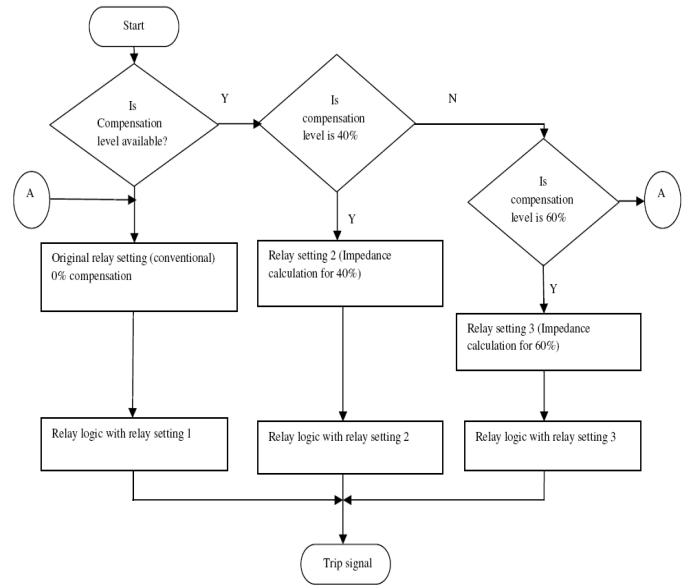 Start
Is
Compensation
level available?
Y
Is
compensation
level is 40%
N
Is
compensation
level is 60%
A
A
Y
Y
Original relay setting (conventional)
0% compensation
Relay setting 2 (Impedance
calculation for 40%)
Relay setting 3 (Impedance
calculation for 60%)
Relay logic with relay setting 1
Relay logic with relay setting 2
Relay logic with relay setting 3
Trip signal